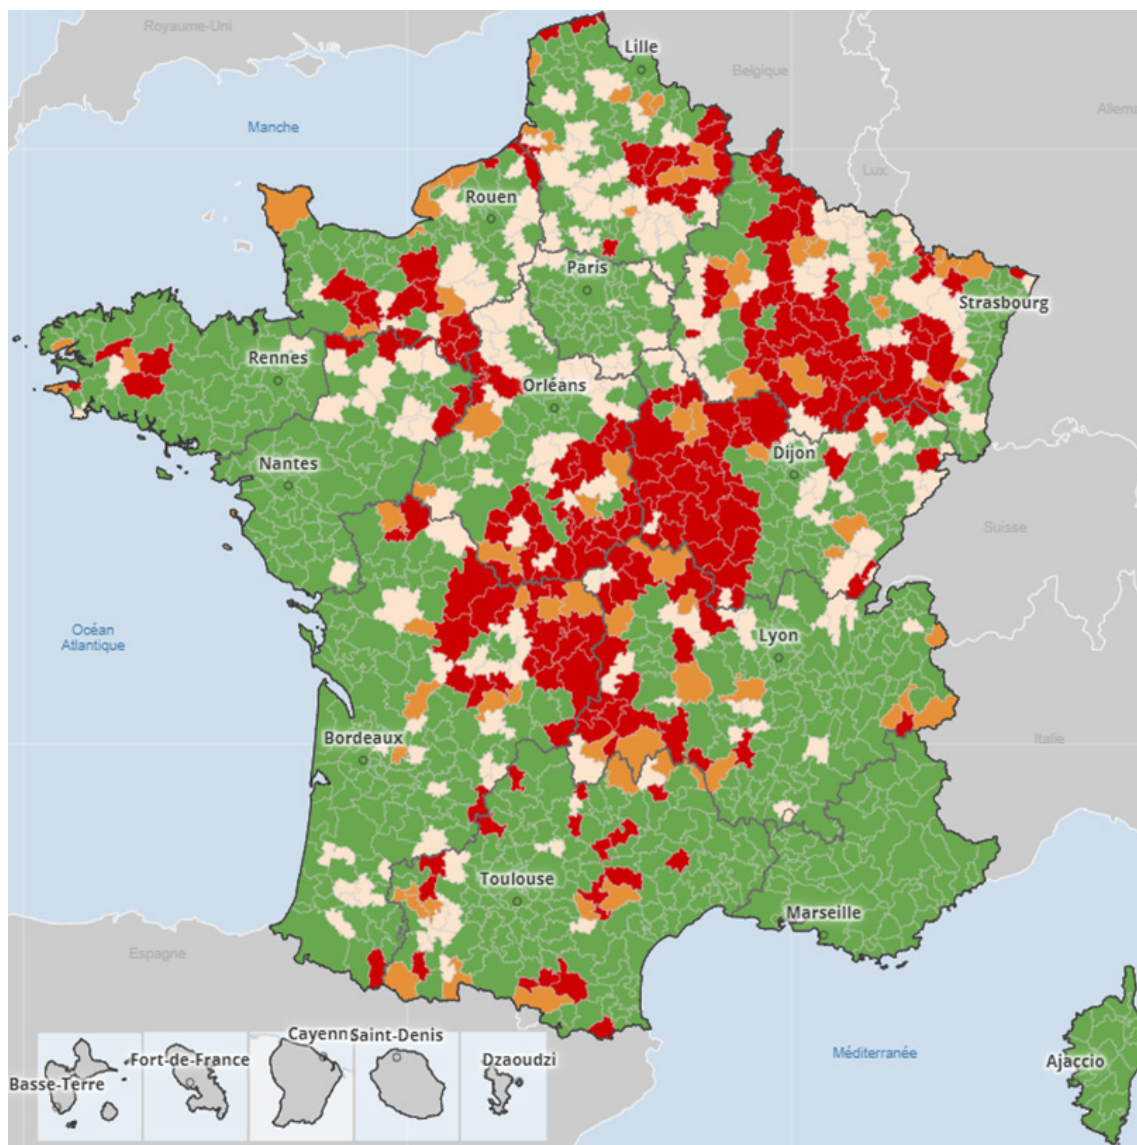 Royaume-Uni
Lille
Belgique
Allema
Manche
Lux.
Rouen
Paris
Strasbourg
Rennes
Orléans
Dijon
Nantes
Suisse
Océan
Atlantique
Lyon
Bordeaux
Italie
Toulouse
Marseille
Espagne
Cayenn
Saint-Denis
Fort-de-France
Dzaoudzi
Méditerranée
Ajaccio
Basse-Terre